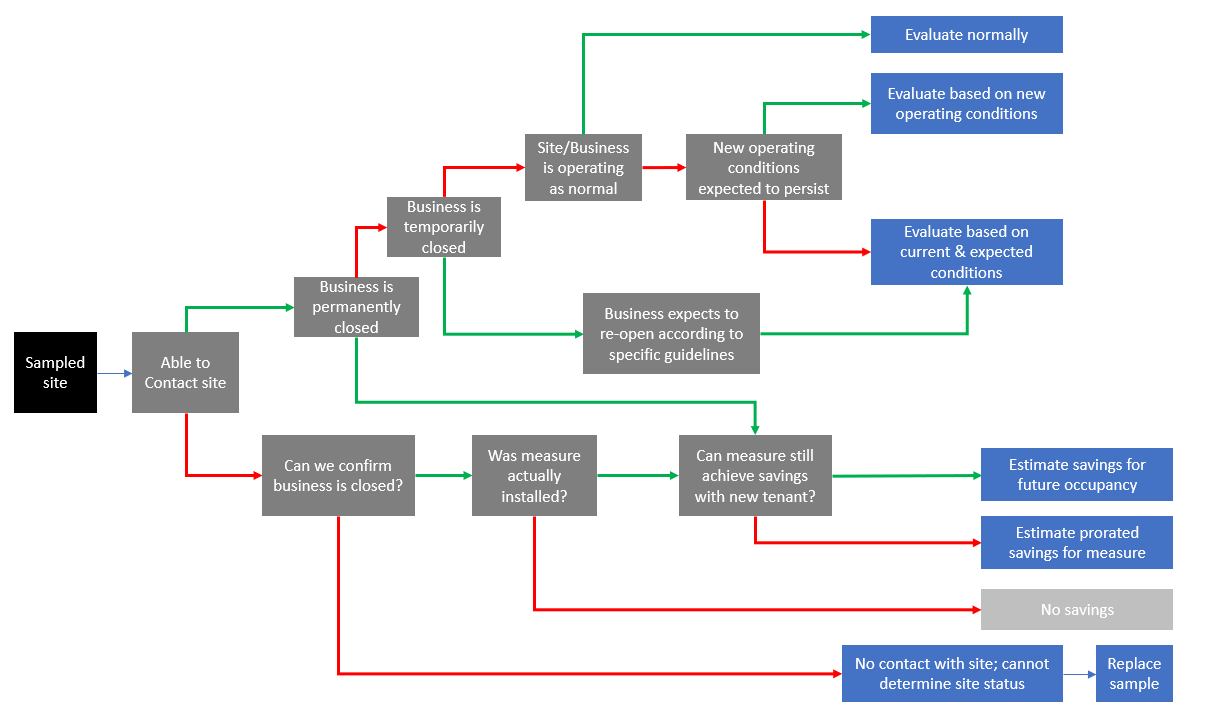 Evaluate normally
Evaluate based on new
operating conditions
Site/Business
is operating
as normal
New operating
conditions
expected to persist
Business is
temporarily
closed
Evaluate based on
current & expected
conditions
Business is
permanently
closed
Business expects to
re-open according to
specific guidelines
Sampled
site
Able to
Contact site
Can we confirm
business is closed?
Was measure
actually
installed?
Can measure still
achieve savings
with new tenant?
Estimate savings for
future occupancy
Estimate prorated
savings for measure
No savings
No contact with site; cannot
determine site status
Replace
sample